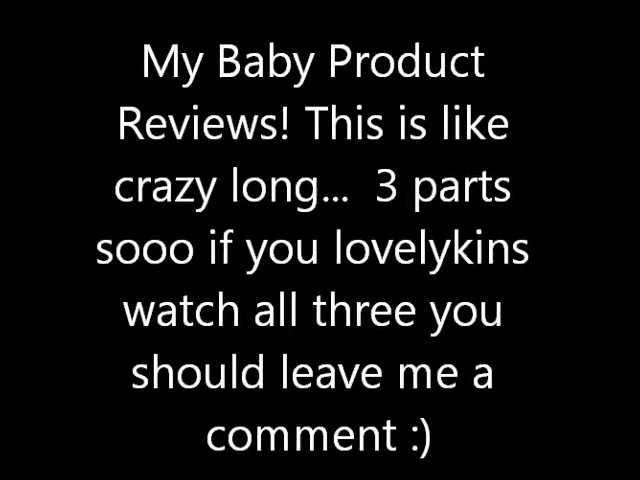 My Baby Product
Reviews! This is like
crazy long...  3 parts
sooo if you lovelykins
watch all three you
should leave me a
comment :)